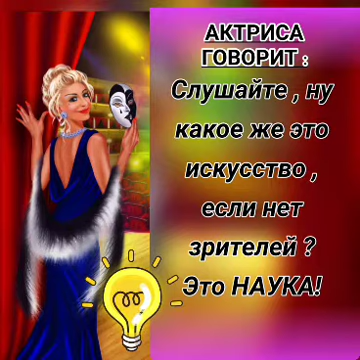 АКТРИСА
ГОВОРИТ :
Слушайте , ну
какое же это
искусство ,
если нет
зрителей ?
Это НАУКА!